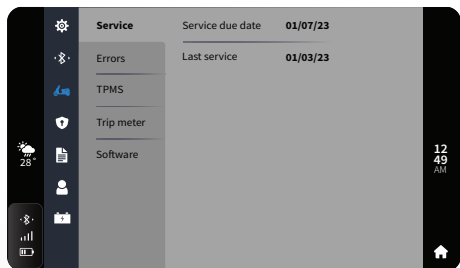 Service
Service due date 01/07/23
Errors
Last service 01/03/23
TPMS
Trip meter
Software
28°
12
49
AM